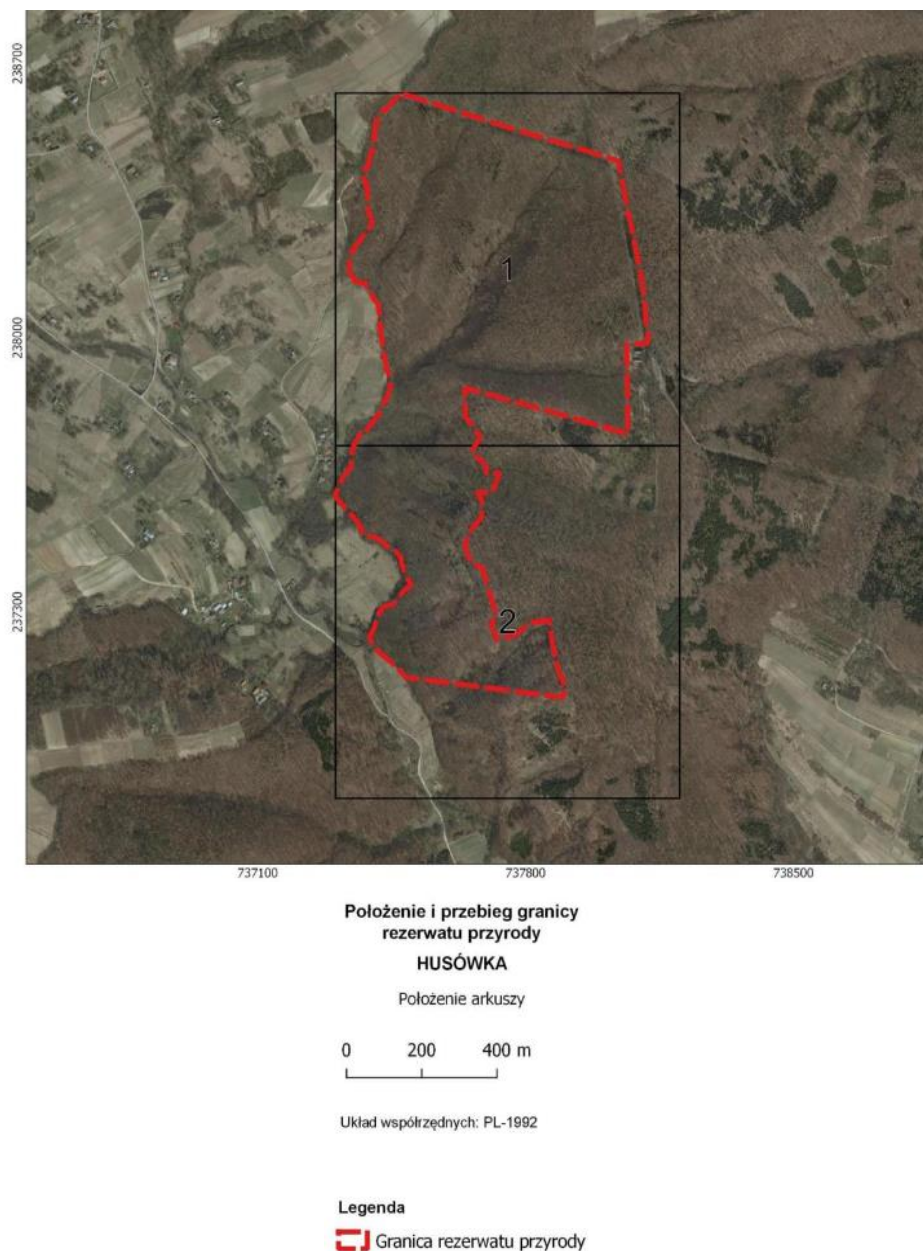 238700
238000
237300
1
2
737100
737800
738500
Położenie i przebieg granicy
rezerwatu przyrody
HUSÓWKA
Położenie arkuszy
0 200 400 m
Układ współrzędnych: PL-1992
Legenda
Granica rezerwatu przyrody